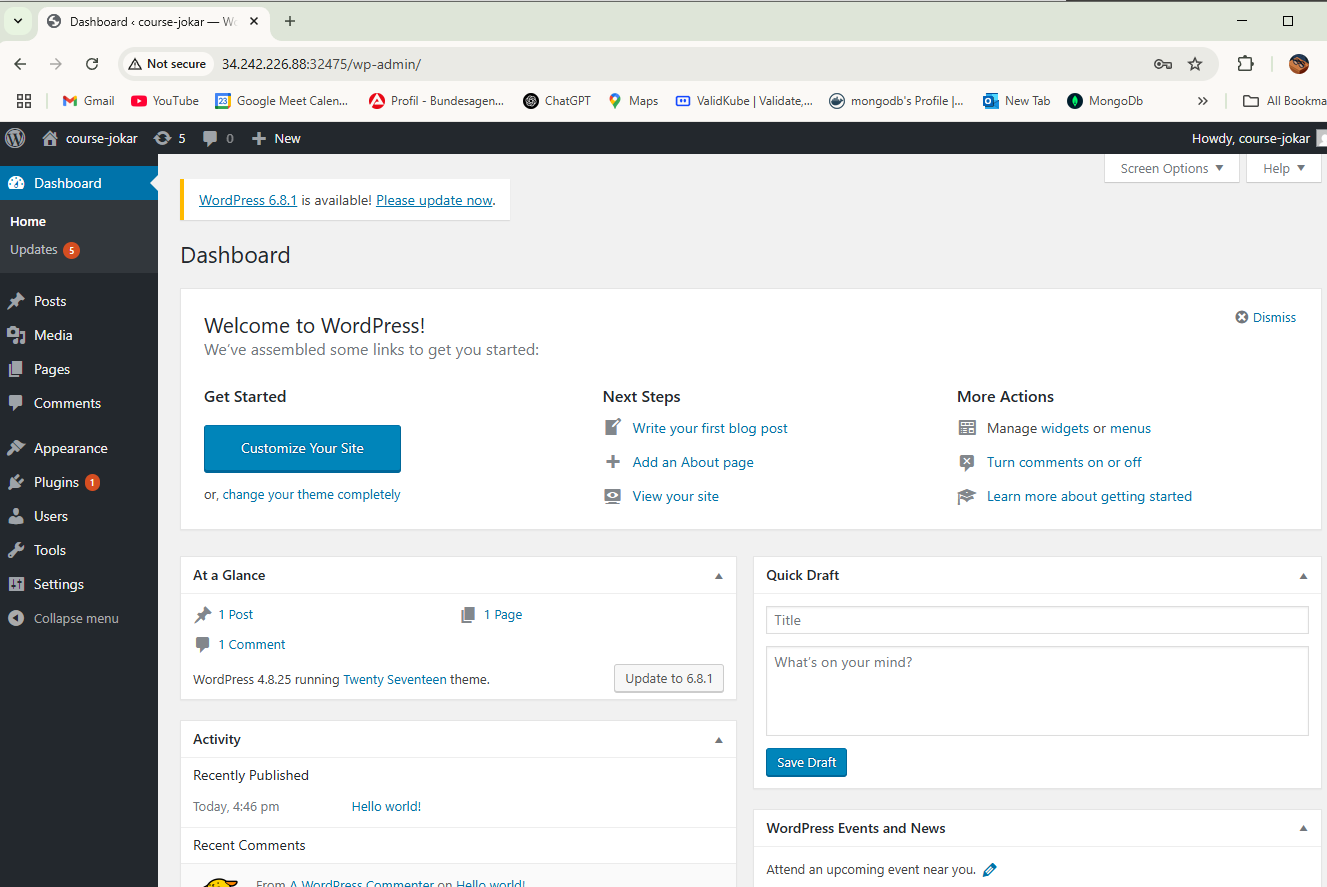 Dashboard ‹ course-jokar — W
Not secure 34.242.226.88:32475/wp-admin/
Gmail YouTube Google Meet Calen... Profil - Bundesagen... ChatGPT Maps ValidKube | Validate,... mongodb's Profile |... New Tab MongoDb » All Bookma
course-jokar 5 0 New Howdy, course-jokar
Dashboard
Home
Updates 5
Posts
Media
Pages
Comments
Appearance
Plugins 1
Users
Tools
Settings
Collapse menu
Screen Options Help
WordPress 6.8.1 is available! Please update now.
Dashboard
Welcome to WordPress!
We've assembled some links to get you started:
Dismiss
Get Started
Customize Your Site
or, change your theme completely
Next Steps
Write your first blog post
Add an About page
View your site
More Actions
Manage widgets or menus
Turn comments on or off
Learn more about getting started
At a Glance
1 Post 1 Page
1 Comment
WordPress 4.8.25 running Twenty Seventeen theme. Update to 6.8.1
Activity
Recently Published
Today, 4:46 pm Hello world!
Recent Comments
From A WordPress Commenter on Hello world!
Quick Draft
Title
What's on your mind?
Save Draft
WordPress Events and News
Attend an upcoming event near you.